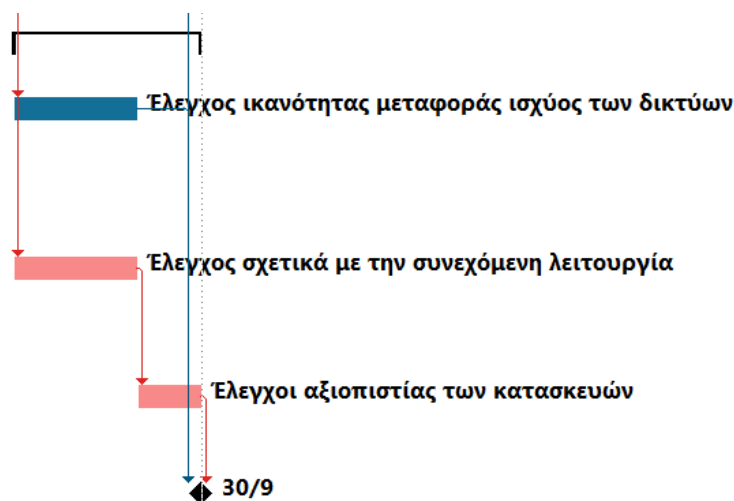 Έλεγχος ικανότητας μεταφοράς ισχύος των δικτύων
Έλεγχος σχετικά με την συνεχόμενη λειτουργία
Έλεγχοι αξιοπιστίας των κατασκευών
30/9